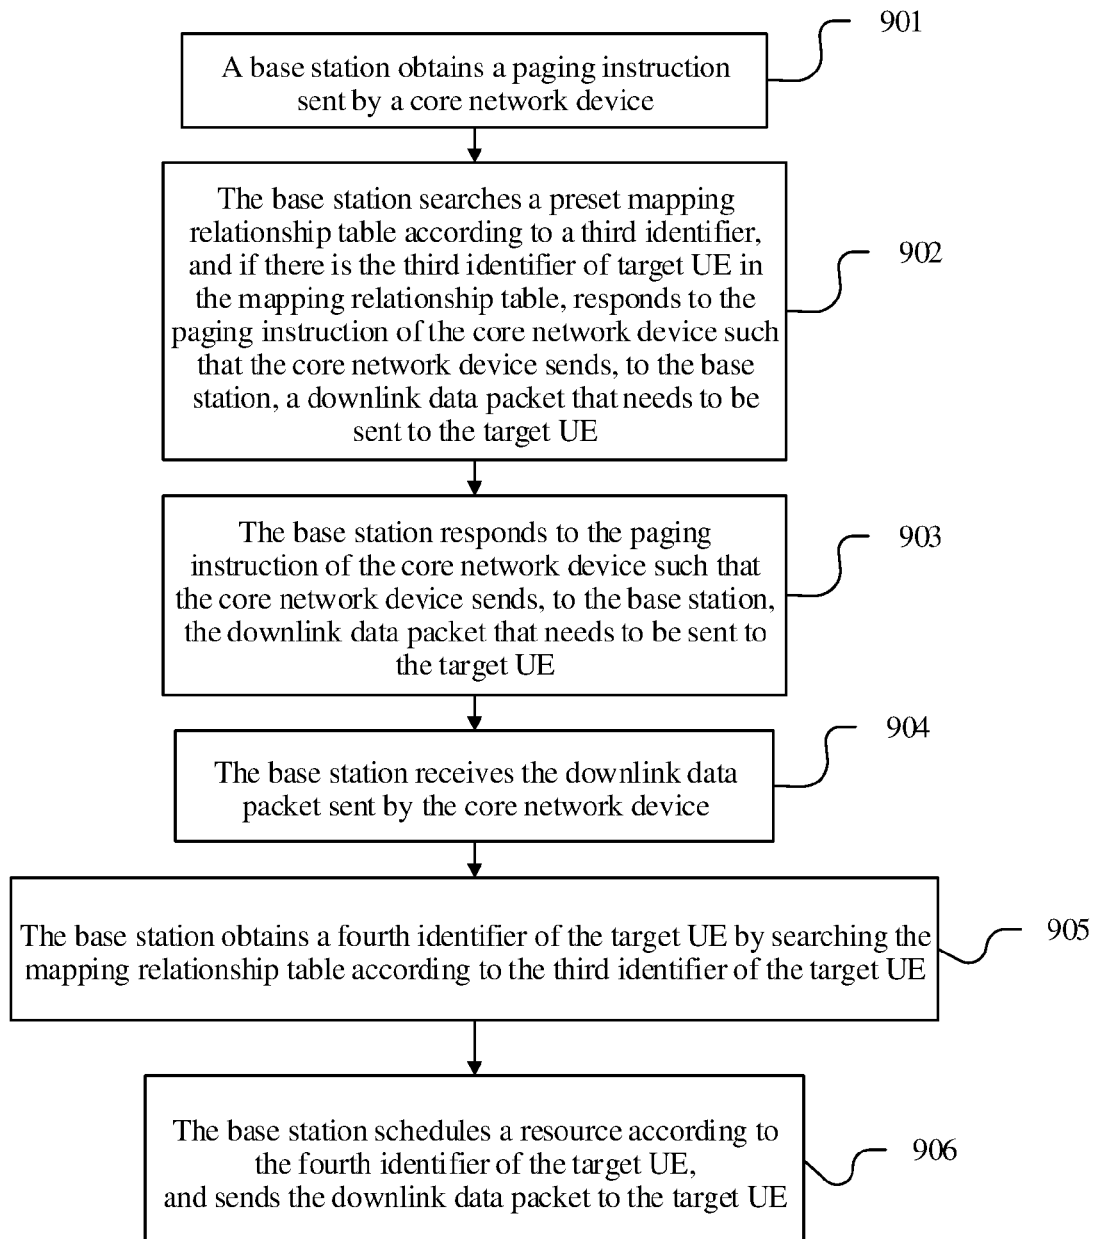 901
A base station obtains a paging instruction
sent by a core network device
The base station searches a preset mapping
relationship table according to a third identifier,
and if there is the third identifier of target UE in
the mapping relationship table, responds to the
paging instruction of the core network device such
that the core network device sends, to the base
station, a downlink data packet that needs to be
sent to the target UE
902
The base station responds to the paging
instruction of the core network device such that
the core network device sends, to the base station,
the downlink data packet that needs to be sent to
the target UE
903
The base station receives the downlink data
packet sent by the core network device
904
The base station obtains a fourth identifier of the target UE by searching the
mapping relationship table according to the third identifier of the target UE
905
The base station schedules a resource according to
the fourth identifier of the target UE,
and sends the downlink data packet to the target UE
906